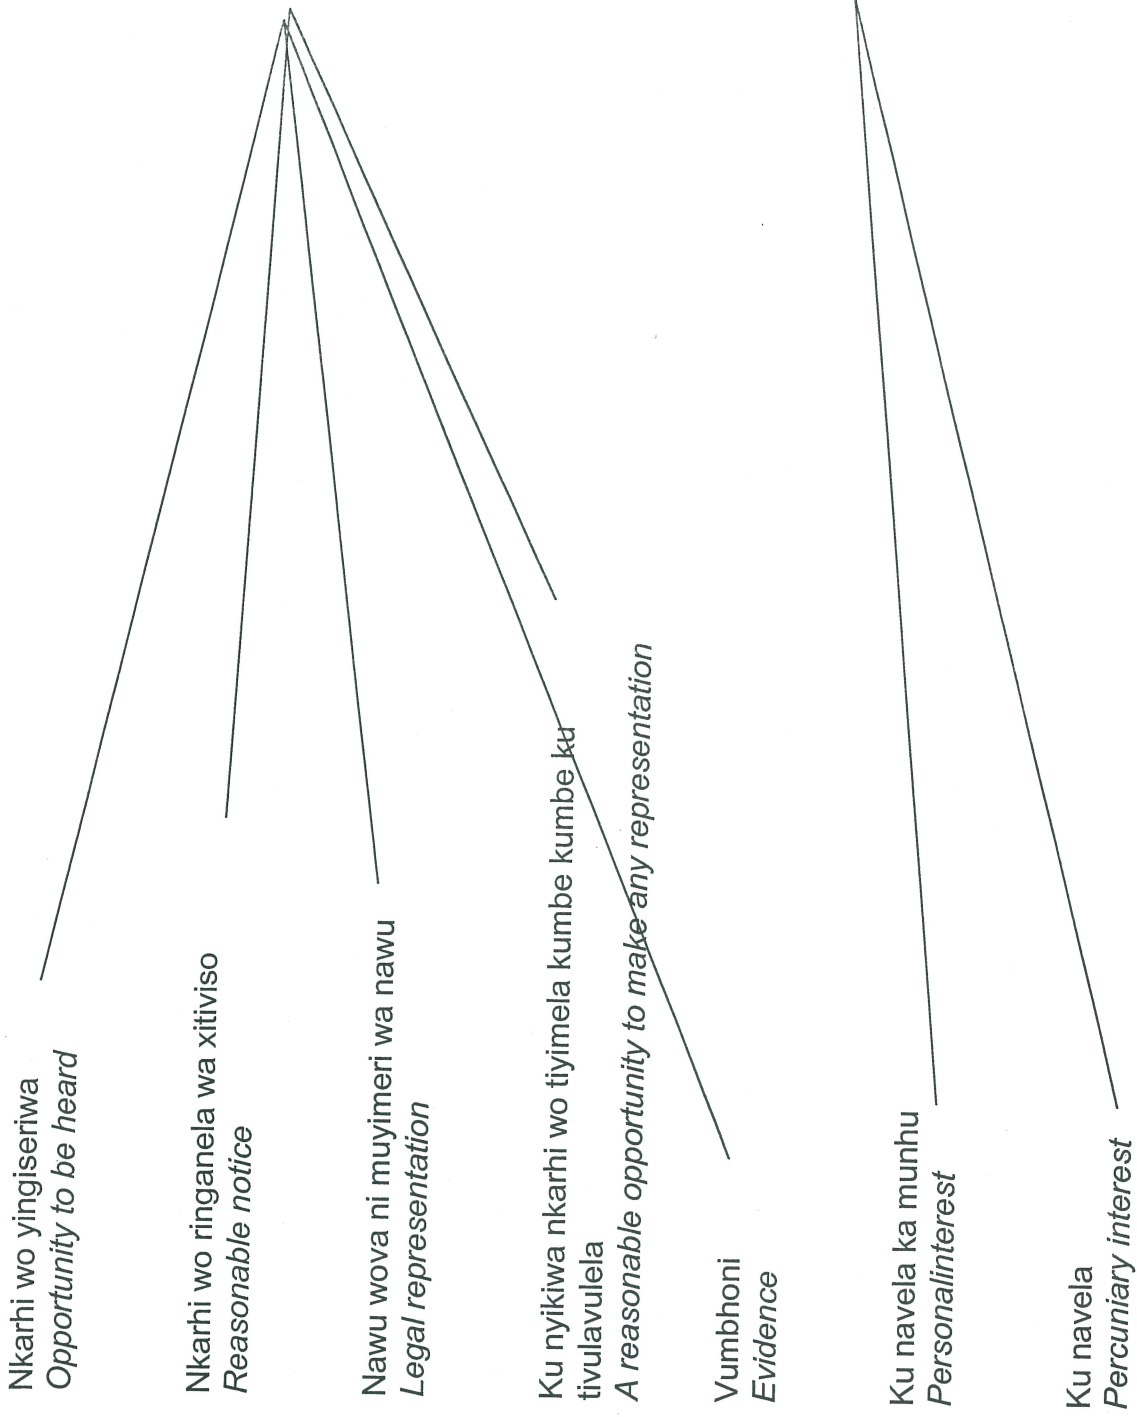 Nkarhi wo yingiseriwa
Opportunity to be heard
Nkarhi wo ringanela wa xitiviso
Reasonable notice
Nawu wova ni muyimeri wa nawu
Legal representation
Ku nyikiwa nkarhi wo tiyimela kumbe kumbe ku
tivulavulela
A reasonable opportunity to make any representation
Vumbhoni
Evidence
Ku navela ka munhu
Personalinterest
Ku navela
Percuniary interest